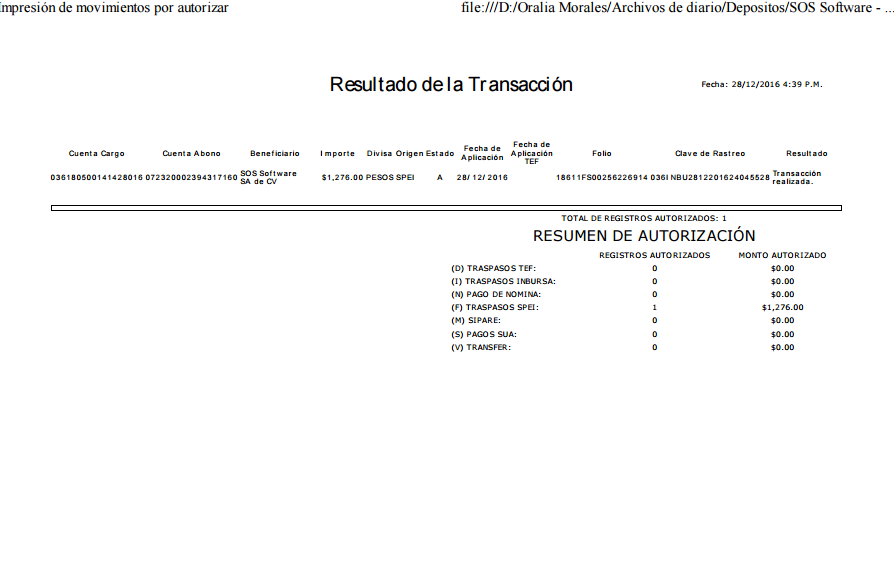 Impresión de movimientos por autorizar file:///D:/Oralia Morales/Archivos de diario/Depositos/SOS Software - ...
Resultado de la Transacción
Fecha: 28/12/2016 4:39 P.M.
Cuenta Cargo Cuenta Abono Beneficiario Importe Divisa Origen Estado Fecha de Aplicación Fecha de Aplicación TEF Folio Clave de Rastreo Resultado
036180500141428016 072320002394317160 SOS Software SA de CV $1,276.00 PESOS SPEI A 28/12/2016 18611FS00256226914 036INBU2812201624045528 Transacción realizada.
TOTAL DE REGISTROS AUTORIZADOS: 1
RESUMEN DE AUTORIZACIÓN
REGISTROS AUTORIZADOS MONTO AUTORIZADO
(D) TRASPASOS TEF: 0 $0.00
(I) TRASPASOS INBURSA: 0 $0.00
(N) PAGO DE NOMINA: 0 $0.00
(F) TRASPASOS SPEI: 1 $1,276.00
(M) SIPARE: 0 $0.00
(S) PAGOS SUA: 0 $0.00
(V) TRANSFER: 0 $0.00